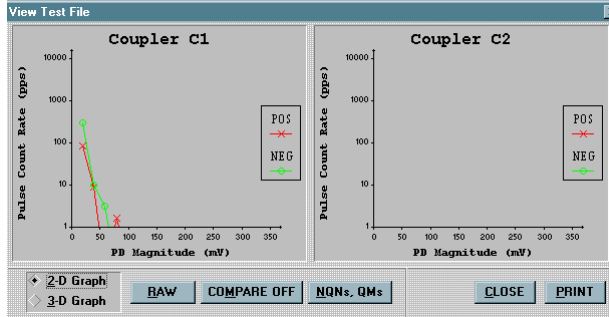 View Test File
Coupler C1
Pulse Count Rate (pps)
10000
1000
100
10
1
0 50 100 150 200 250 300 350
PD Magnitude (mV)
POS
NEG
Coupler C2
Pulse Count Rate (pps)
10000
1000
100
10
1
0 50 100 150 200 250 300 350
PD Magnitude (mV)
POS
NEG
2-D Graph
3-D Graph
RAW
COMPARE OFF
NQNs, QMs
CLOSE
PRINT